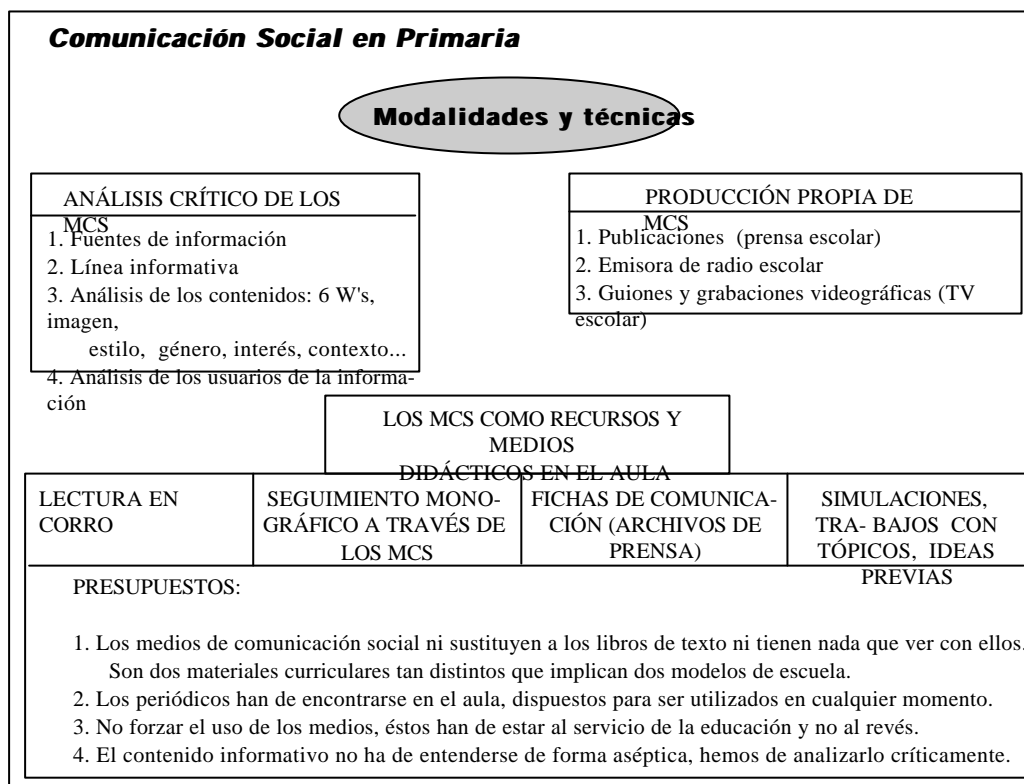 Comunicación Social en Primaria
Modalidades y técnicas
ANÁLISIS CRÍTICO DE LOS
MCS
1. Fuentes de información
2. Línea informativa
3. Análisis de los contenidos: 6 W's,
imagen,
estilo, género, interés, contexto...
4. Análisis de los usuarios de la informa-
ción
PRODUCCIÓN PROPIA DE
MCS
1. Publicaciones (prensa escolar)
2. Emisora de radio escolar
3. Guiones y grabaciones videográficas (TV
escolar)
LOS MCS COMO RECURSOS Y
MEDIOS
DIDÁCTICOS EN EL AULA
LECTURA EN
CORRO
SEGUIMIENTO MONO-
GRÁFICO A TRAVÉS DE
LOS MCS
FICHAS DE COMUNICA-
CIÓN (ARCHIVOS DE
PRENSA)
SIMULACIONES,
TRA- BAJOS CON
TÓPICOS, IDEAS
PREVIAS
PRESUPUESTOS:
1. Los medios de comunicación social ni sustituyen a los libros de texto ni tienen nada que ver con ellos.
Son dos materiales curriculares tan distintos que implican dos modelos de escuela.
2. Los periódicos han de encontrarse en el aula, dispuestos para ser utilizados en cualquier momento.
3. No forzar el uso de los medios, éstos han de estar al servicio de la educación y no al revés.
4. El contenido informativo no ha de entenderse de forma aséptica, hemos de analizarlo críticamente.